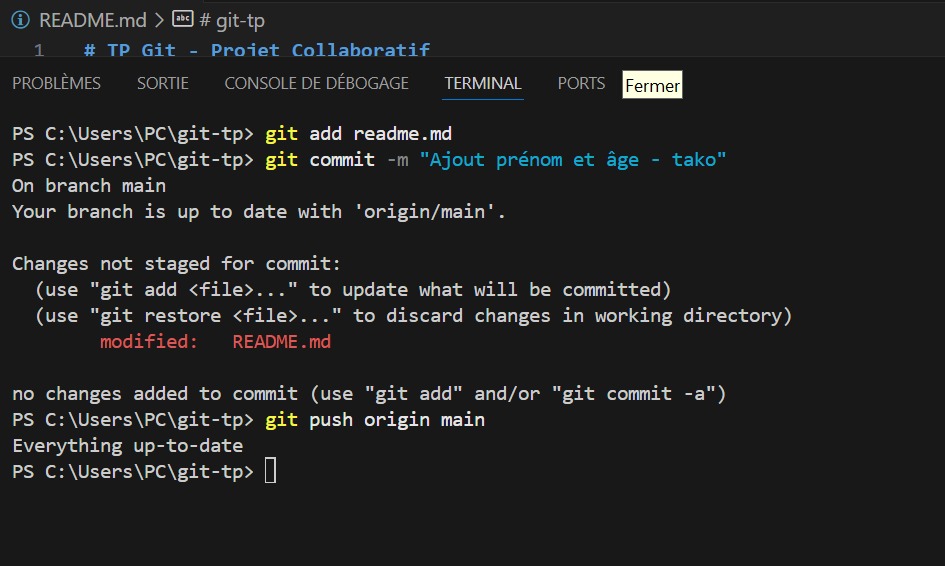 README.md > abc # git-tp
1 # TP Git - Projet Collaboratif
PROBLÈMES SORTIE CONSOLE DE DÉBOGAGE TERMINAL PORTS Fermer
PS C:\Users\PC\git-tp> git add readme.md
PS C:\Users\PC\git-tp> git commit -m "Ajout prénom et âge - tako"
On branch main
Your branch is up to date with 'origin/main'.
Changes not staged for commit:
(use "git add <file>..." to update what will be committed)
(use "git restore <file>..." to discard changes in working directory)
modified: README.md
no changes added to commit (use "git add" and/or "git commit -a")
PS C:\Users\PC\git-tp> git push origin main
Everything up-to-date
PS C:\Users\PC\git-tp>